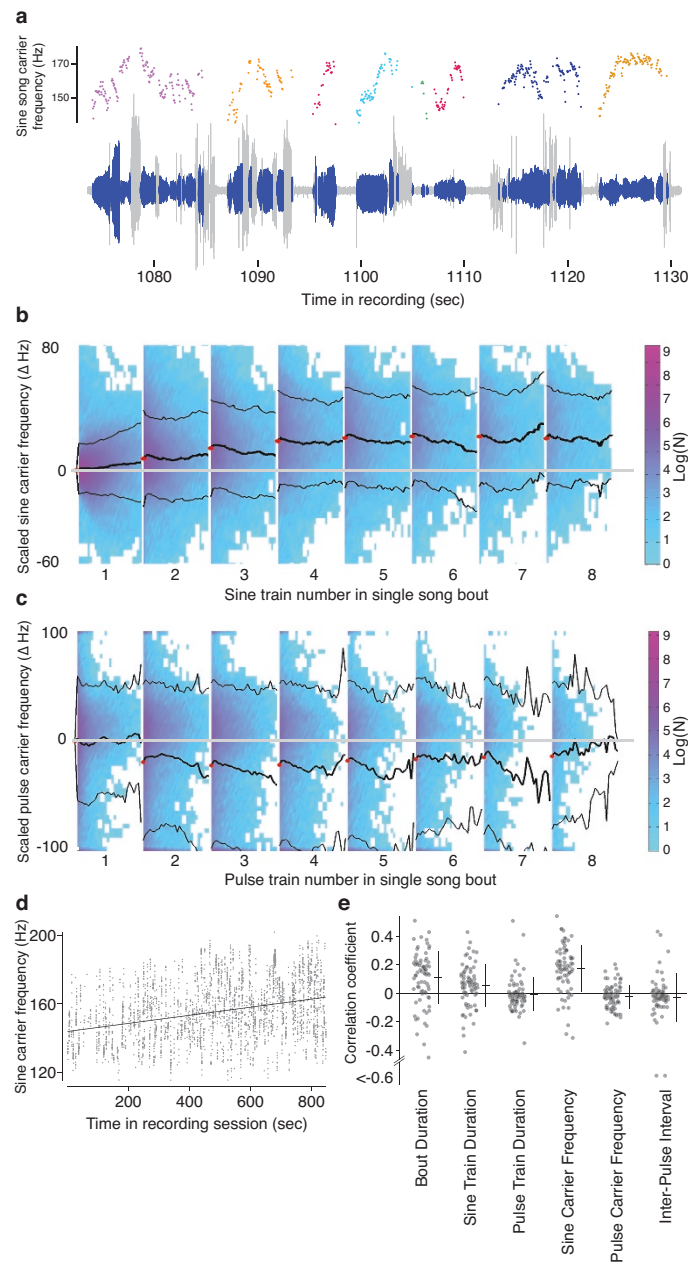 a
Sine song carrier
frequency (Hz)
170
150
1080 1090 1100 1110 1120 1130
Time in recording (sec)
b
Scaled sine carrier frequency (Δ Hz)
80
0
-60
1 2 3 4 5 6 7 8
Sine train number in single song bout
9
8
7
6
5
4
3
2
1
0
Log(N)
c
Scaled pulse carrier frequency (Δ Hz)
100
0
-100
1 2 3 4 5 6 7 8
Pulse train number in single song bout
9
8
7
6
5
4
3
2
1
0
Log(N)
d
Sine carrier frequency (Hz)
200
160
120
200 400 600 800
Time in recording session (sec)
e
Correlation coefficient
0.4
0.2
0
-0.2
-0.4
<-0.6
Bout Duration
Sine Train Duration
Pulse Train Duration
Sine Carrier Frequency
Pulse Carrier Frequency
Inter-Pulse Interval